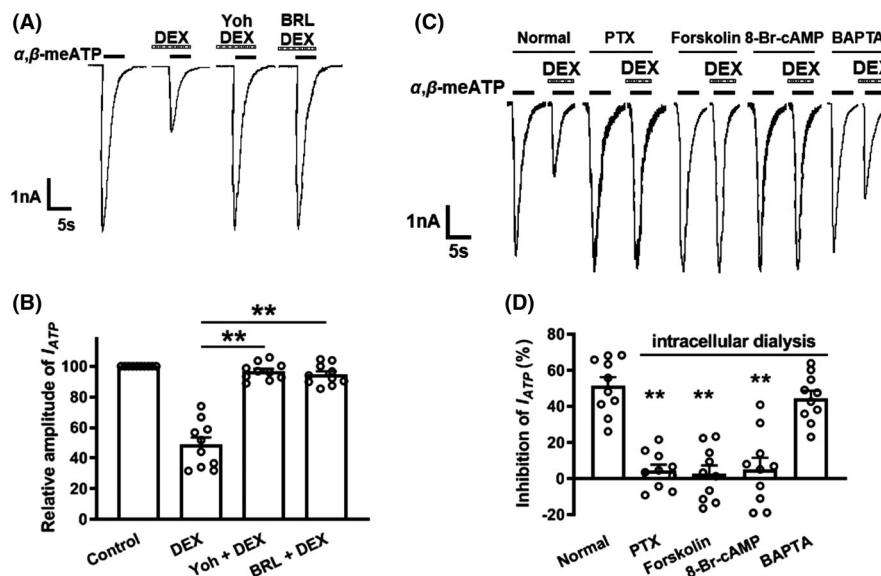 (A)
Yoh BRL
DEX DEX DEX
α,β-meATP
1nA
5s
(B)
** 
**
Relative amplitude of I_ATP
100
80
60
40
20
0
Control
DEX
Yoh + DEX
BRL + DEX
(C)
Normal PTX Forskolin 8-Br-cAMP BAPTA
DEX DEX DEX DEX DEX
α,β-meATP
1nA
5s
(D)
intracellular dialysis
** ** **
Inhibition of I_ATP (%)
80
60
40
20
0
-20
Normal
PTX
Forskolin
8-Br-cAMP
BAPTA